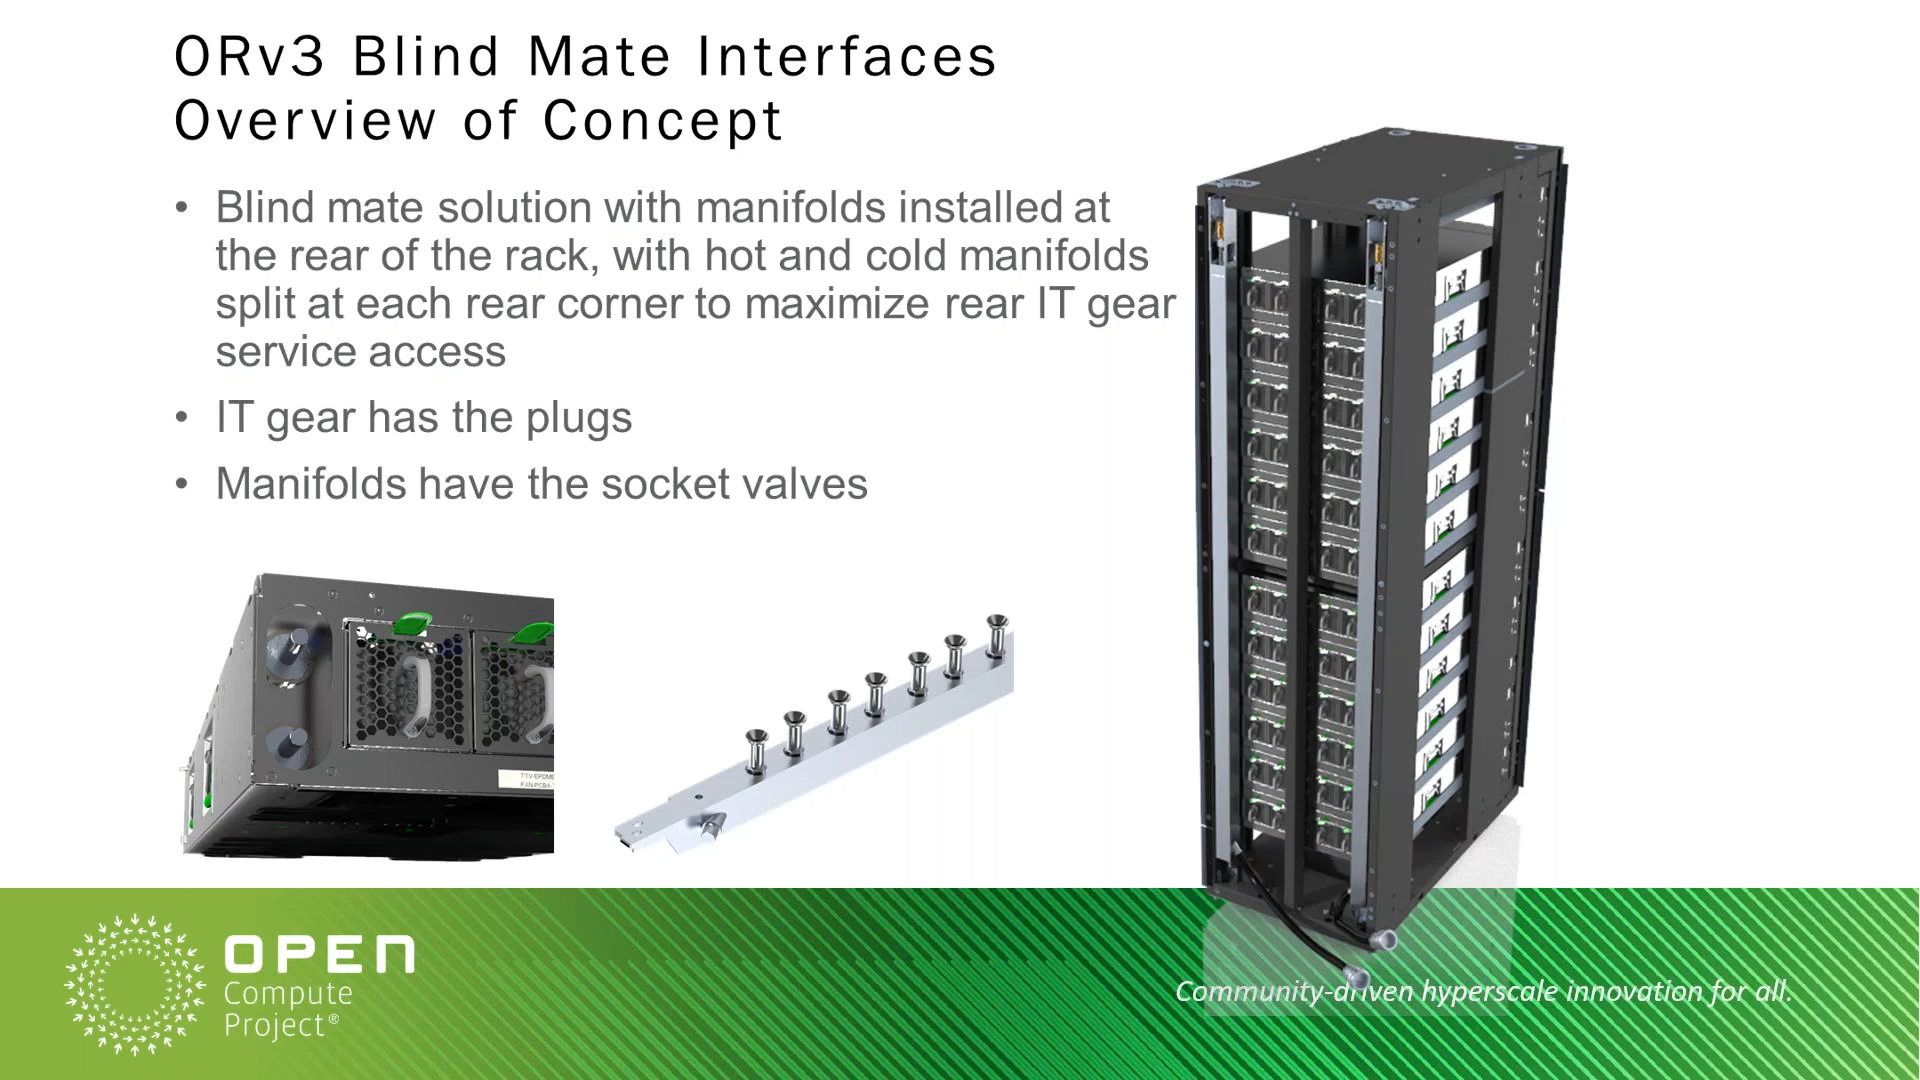 ORv3 Blind Mate Interfaces
Overview of Concept
• Blind mate solution with manifolds installed at
the rear of the rack, with hot and cold manifolds
split at each rear corner to maximize rear IT gear
service access
• IT gear has the plugs
• Manifolds have the socket valves
OPEN
Compute
Project®
Community-driven hyperscale innovation for all.